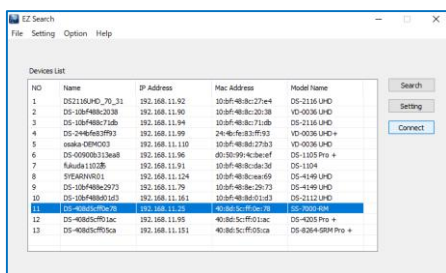 EZ Search
File Setting Option Help
Devices List
NO Name IP Address Mac Address Model Name
1 DS2116UHD_70_31 192.168.11.92 10:bf:48:8c:27:e4 DS-2116 UHD
2 DS-10bf488c2038 192.168.11.90 10:bf:48:8c:20:38 VD-0036 UHD
3 DS-10bf488c71db 192.168.11.94 10:bf:48:8c:71:db DS-2116 UHD
4 DS-244bfe83ff93 192.168.11.99 24:4b:fe:83:ff:93 VD-0036 UHD+
5 osaka-DEMO03 192.168.11.110 10:bf:48:8d:27:b3 VD-0036 UHD
6 DS-00900b313ea8 192.168.11.96 d0:50:99:4c:be:ef DS-1105 Pro +
7 192.168.11.91 10:bf:48:8c:da:3d DS-1104
8 5YEARNVR01 192.168.11.124 10:bf:48:8c:ea:69 DS-4149 UHD
9 DS-10bf488e2973 192.168.11.79 10:bf:48:8e:29:73 DS-4149 UHD
10 DS-10bf488d01d3 192.168.11.161 10:bf:48:8d:01:d3 DS-2112 UHD
11 DS-408d5cff0e78 192.168.11.25 40:8d:5c:ff:0e:78 SS-7000-RM
12 DS-408d5cff01ac 192.168.11.95 40:8d:5c:ff:01:ac DS-4205 Pro +
13 DS-408d5cff05ca 192.168.11.151 40:8d:5c:ff:05:ca DS-8264-SRM Pro +
Search
Setting
Connect